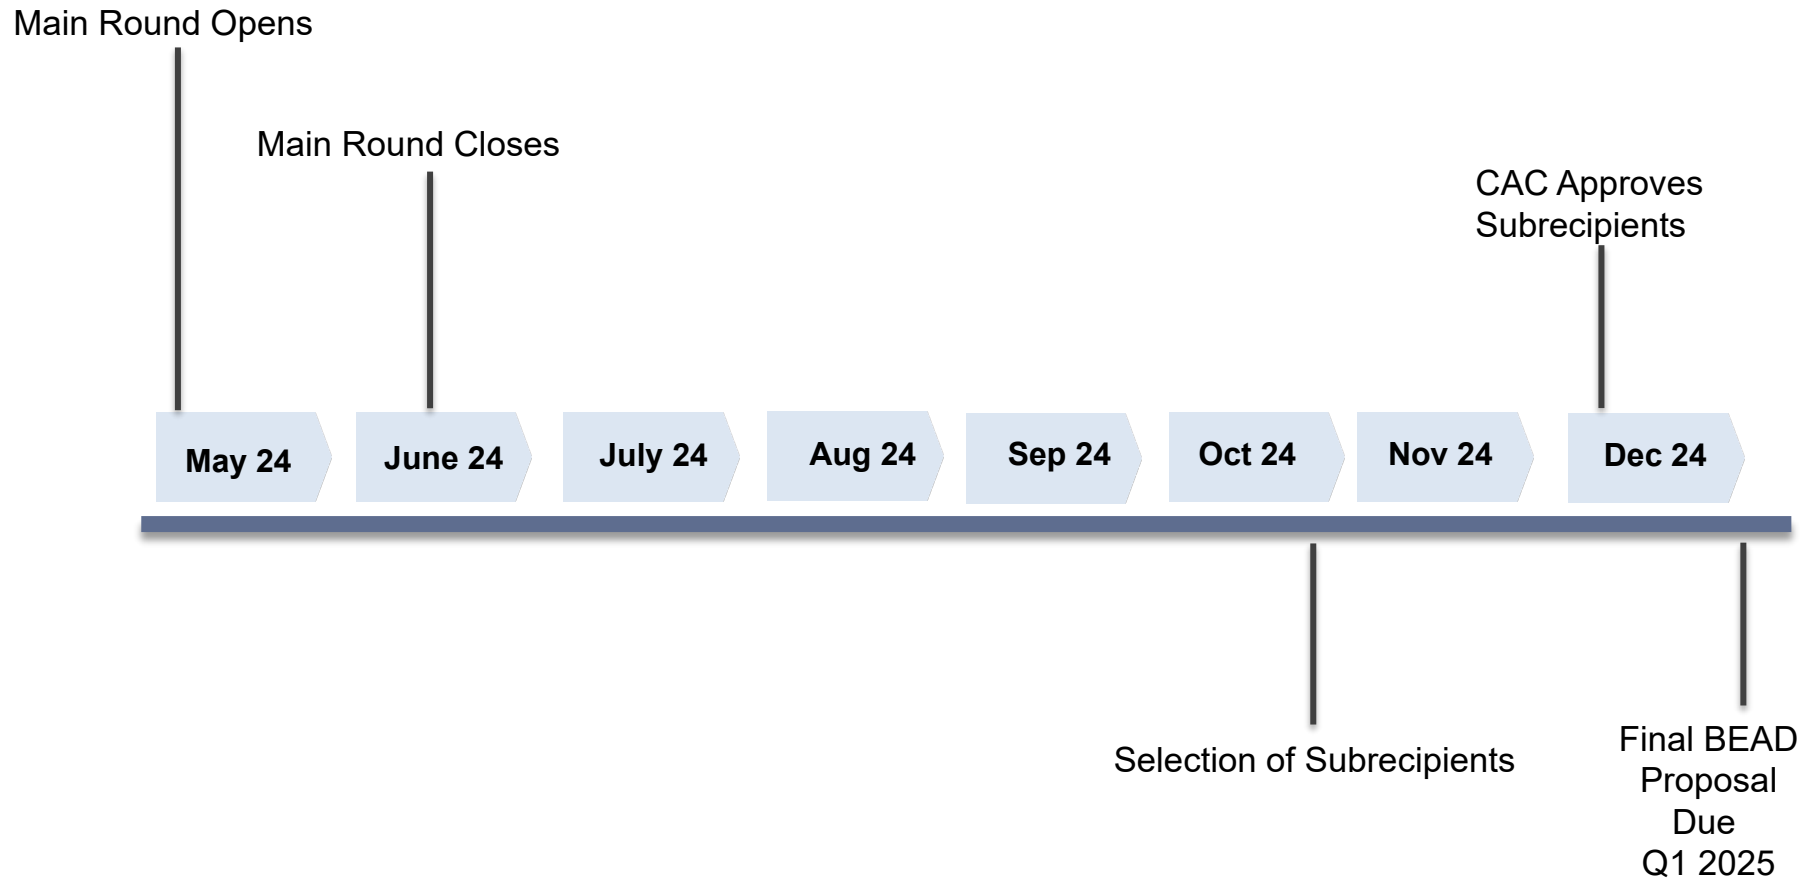 Main Round Opens
Main Round Closes
CAC Approves
Subrecipients
May 24
June 24
July 24
Aug 24
Sep 24
Oct 24
Nov 24
Dec 24
Selection of Subrecipients
Final BEAD
Proposal
Due
Q1 2025